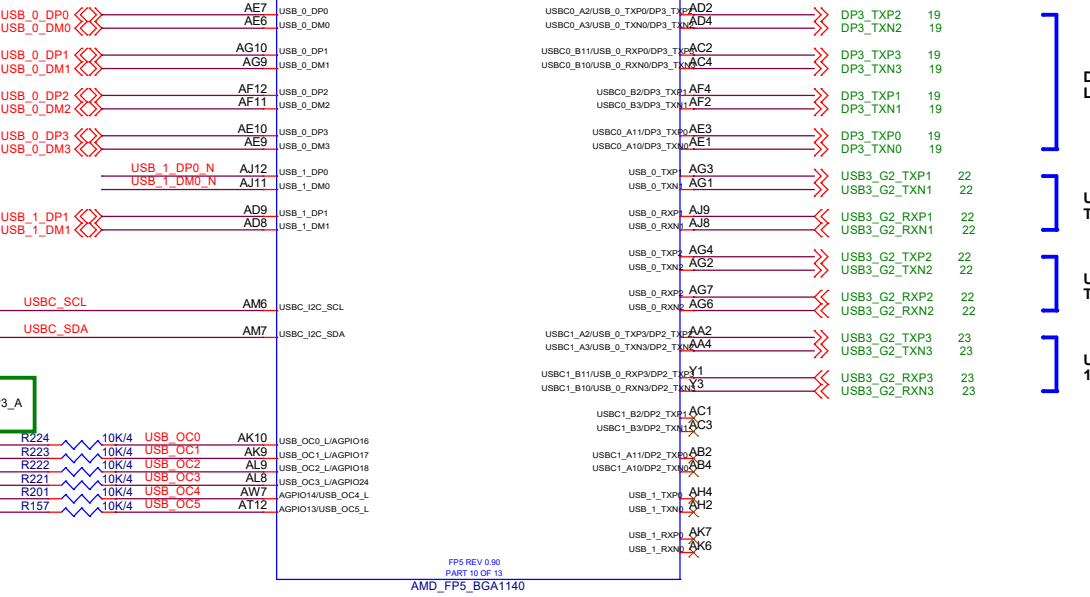 USB_0_DP0 AE7 USB_0_DP0 USBC0_A2/USB_0_TXP0/DP3_TXP2 AD2 DP3_TXP2 19
USB_0_DM0 AE6 USB_0_DM0 USBC0_A3/USB_0_TXN0/DP3_TXN2 AD4 DP3_TXN2 19
USB_0_DP1 AG10 USB_0_DP1 USBC0_B11/USB_0_RXP0/DP3_TXP3 AC2 DP3_TXP3 19
USB_0_DM1 AG9 USB_0_DM1 USBC0_B10/USB_0_RXN0/DP3_TXN3 AC4 DP3_TXN3 19
USB_0_DP2 AF12 USB_0_DP2 USBC0_B2/DP3_TXP1 AF4 DP3_TXP1 19
USB_0_DM2 AF11 USB_0_DM2 USBC0_B3/DP3_TXN1 AF2 DP3_TXN1 19
USB_0_DP3 AE10 USB_0_DP3 USBC0_A11/DP3_TXP0 AE3 DP3_TXP0 19
USB_0_DM3 AE9 USB_0_DM3 USBC0_A10/DP3_TXN0 AE1 DP3_TXN0 19
USB_1_DP0_N AJ12 USB_1_DP0 USB_0_TXP1 AG3 USB3_G2_TXP1 22
USB_1_DM0_N AJ11 USB_1_DM0 USB_0_TXN1 AG1 USB3_G2_TXN1 22
USB_1_DP1 AD9 USB_1_DP1 USB_0_RXP1 AJ9 USB3_G2_RXP1 22
USB_1_DM1 AD8 USB_1_DM1 USB_0_RXN1 AJ8 USB3_G2_RXN1 22
USB_0_TXP2 AG4 USB3_G2_TXP2 22
USB_0_TXN2 AG2 USB3_G2_TXN2 22
USB_0_RXP2 AG7 USB3_G2_RXP2 22
USBC_SCL AM6 USBC_I2C_SCL USB_0_RXN2 AG6 USB3_G2_RXN2 22
USBC_SDA AM7 USBC_I2C_SDA USBC1_A2/USB_0_TXP3/DP2_TXP2 AA2 USB3_G2_TXP3 23
USBC1_A3/USB_0_TXN3/DP2_TXN2 AA4 USB3_G2_TXN3 23
USBC1_B11/USB_0_RXP3/DP2_TXP3 Y1 USB3_G2_RXP3 23
USBC1_B10/USB_0_RXN3/DP2_TXN3 Y3 USB3_G2_RXN3 23
3_A
USBC1_B2/DP2_TXP1 AC1
USBC1_B3/DP2_TXN1 AC3
R224 10K/4 USB_OC0 AK10 USB_OC0_L/AGPIO16
R223 10K/4 USB_OC1 AK9 USB_OC1_L/AGPIO17 USBC1_A11/DP2_TXP0 AB2
R222 10K/4 USB_OC2 AL9 USB_OC2_L/AGPIO18 USBC1_A10/DP2_TXN0 AB4
R221 10K/4 USB_OC3 AL8 USB_OC3_L/AGPIO24
R201 10K/4 USB_OC4 AW7 AGPIO14/USB_OC4_L USB_1_TXP0 AH4
R157 10K/4 USB_OC5 AT12 AGPIO13/USB_OC5_L USB_1_TXN0 AH2
USB_1_RXP0 AK7
USB_1_RXN0 AK6
FP5 REV 0.90
PART 10 OF 13
AMD_FP5_BGA1140